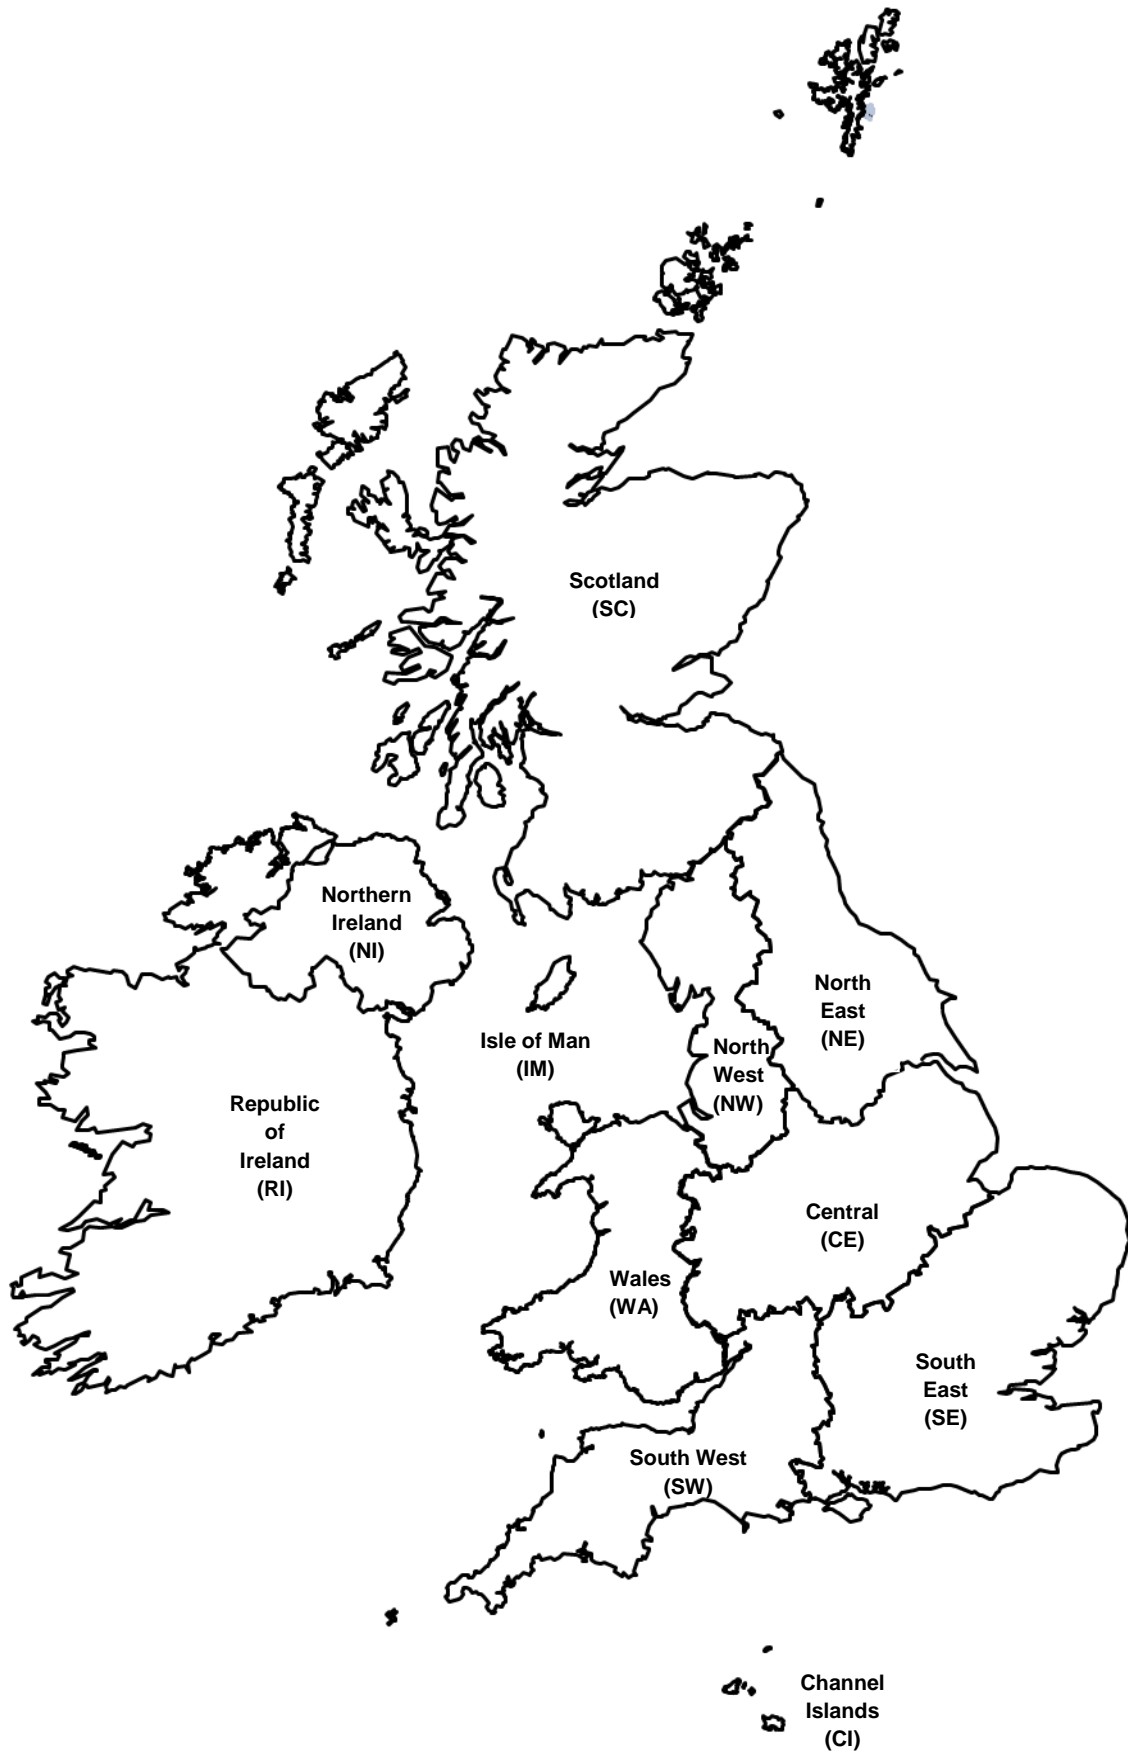 Scotland
(SC)
Northern
Ireland
(NI)
North
East
(NE)
Isle of Man
(IM)
North
West
(NW)
Republic
of
Ireland
(RI)
Central
(CE)
Wales
(WA)
South
East
(SE)
South West
(SW)
Channel
Islands
(CI)